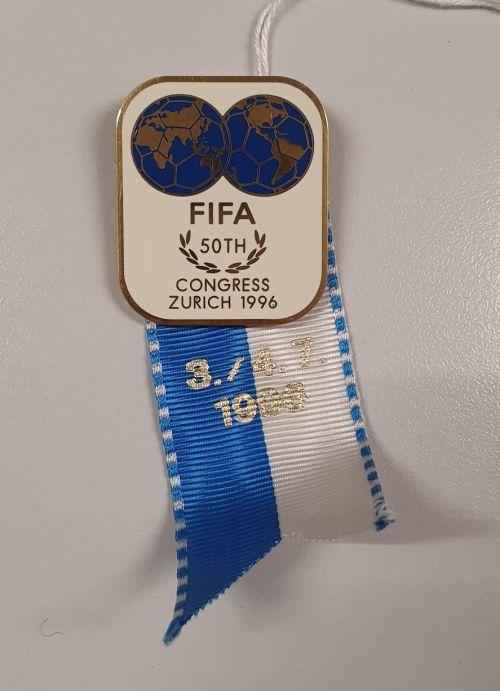 FIFA
50TH
CONGRESS
ZURICH 1996
3./4.7.
1996